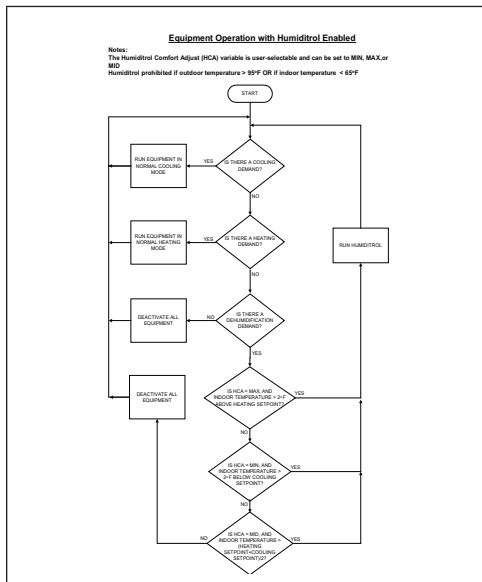 Equipment Operation with Humiditrol Enabled
Notes:
The Humiditrol Comfort Adjust (HCA) variable is user-selectable and can be set to MIN, MAX,or
MID
Humiditrol prohibited if outdoor temperature > 95ºF OR if indoor temperature < 65ºF
START
IS THERE A COOLING
DEMAND?
YES
RUN EQUIPMENT IN
NORMAL COOLING
MODE
NO
IS THERE A HEATING
DEMAND?
YES
RUN EQUIPMENT IN
NORMAL HEATING
MODE
RUN HUMIDITROL
NO
IS THERE A
DEHUMIDIFICATION
DEMAND?
NO
DEACTIVATE ALL
EQUIPMENT
YES
IS HCA = MAX, AND
INDOOR TEMPERATURE > 2ºF
ABOVE HEATING SETPOINT?
YES
DEACTIVATE ALL
EQUIPMENT
NO
IS HCA = MIN, AND
INDOOR TEMPERATURE >
2ºF BELOW COOLING
SETPOINT?
YES
NO
IS HCA = MID, AND
INDOOR TEMPERATURE >
(HEATING
SETPOINT+COOLIING
SETPOINT)/2?
NO
YES